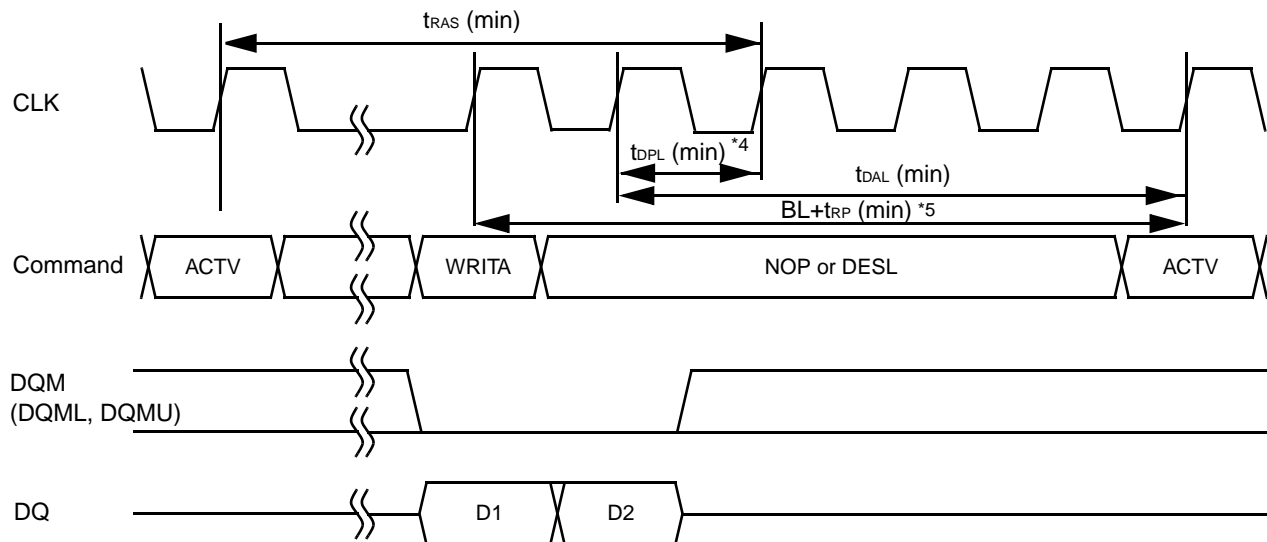 tRAS (min)
CLK
tDPL (min) *4
tDAL (min)
BL+tRP (min) *5
Command ACTV WRITA NOP or DESL ACTV
DQM
(DQML, DQMU)
DQ D1 D2